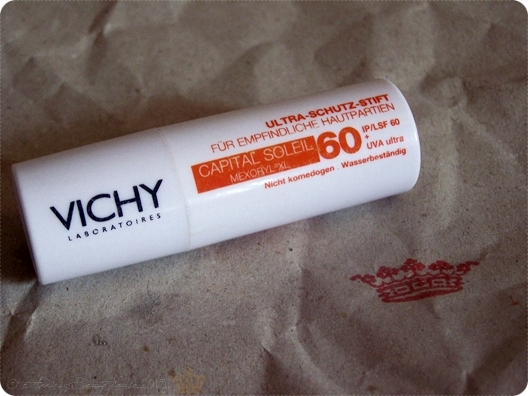 VICHY
LABORATOIRES
ULTRA-SCHUTZ-STIFT
FÜR EMPFINDLICHE HAUTPARTIEN
CAPITAL SOLEIL
MEXORYL®XL
60
IP/LSF 60
+
UVA ultra
Nicht komedogen . Wasserbeständig